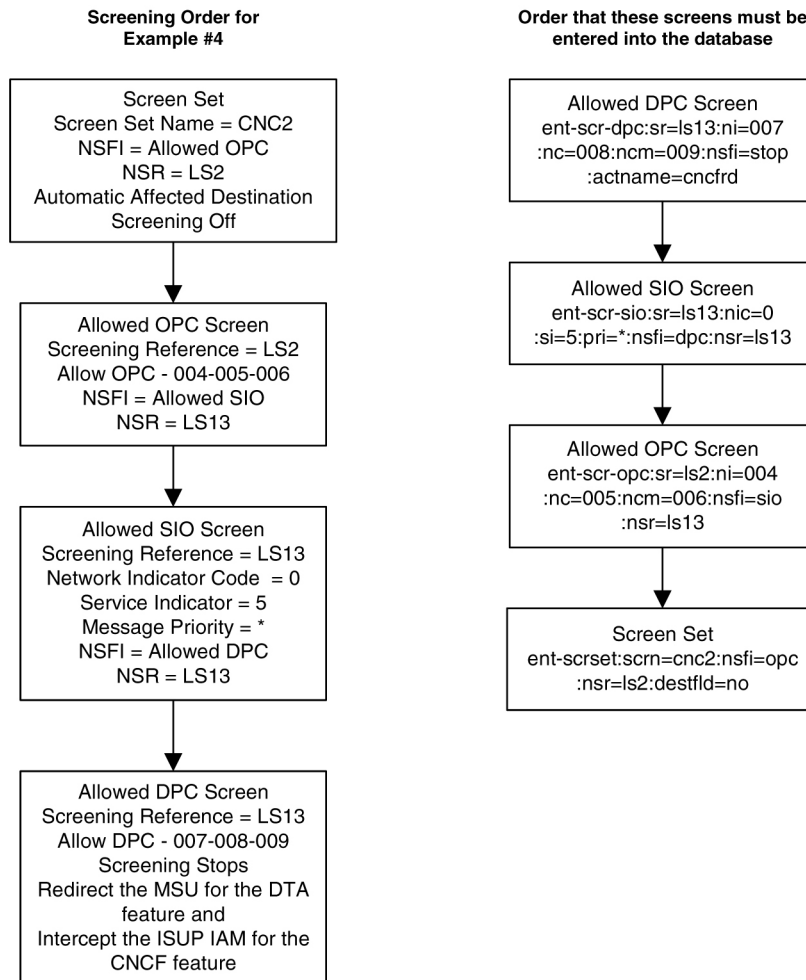 Screening Order for
Example #4
Screen Set
Screen Set Name = CNC2
NSFI = Allowed OPC
NSR = LS2
Automatic Affected Destination
Screening Off
Allowed OPC Screen
Screening Reference = LS2
Allow OPC - 004-005-006
NSFI = Allowed SIO
NSR = LS13
Allowed SIO Screen
Screening Reference = LS13
Network Indicator Code = 0
Service Indicator = 5
Message Priority = *
NSFI = Allowed DPC
NSR = LS13
Allowed DPC Screen
Screening Reference = LS13
Allow DPC - 007-008-009
Screening Stops
Redirect the MSU for the DTA
feature and
Intercept the ISUP IAM for the
CNCF feature
Order that these screens must be
entered into the database
Allowed DPC Screen
ent-scr-dpc:sr=ls13:ni=007
:nc=008:ncm=009:nsfi=stop
:actname=cncfrd
Allowed SIO Screen
ent-scr-sio:sr=ls13:nic=0
:si=5:pri=*:nsfi=dpc:nsr=ls13
Allowed OPC Screen
ent-scr-opc:sr=ls2:ni=004
:nc=005:ncm=006:nsfi=sio
:nsr=ls13
Screen Set
ent-scrset:scrn=cnc2:nsfi=opc
:nsr=ls2:destfld=no